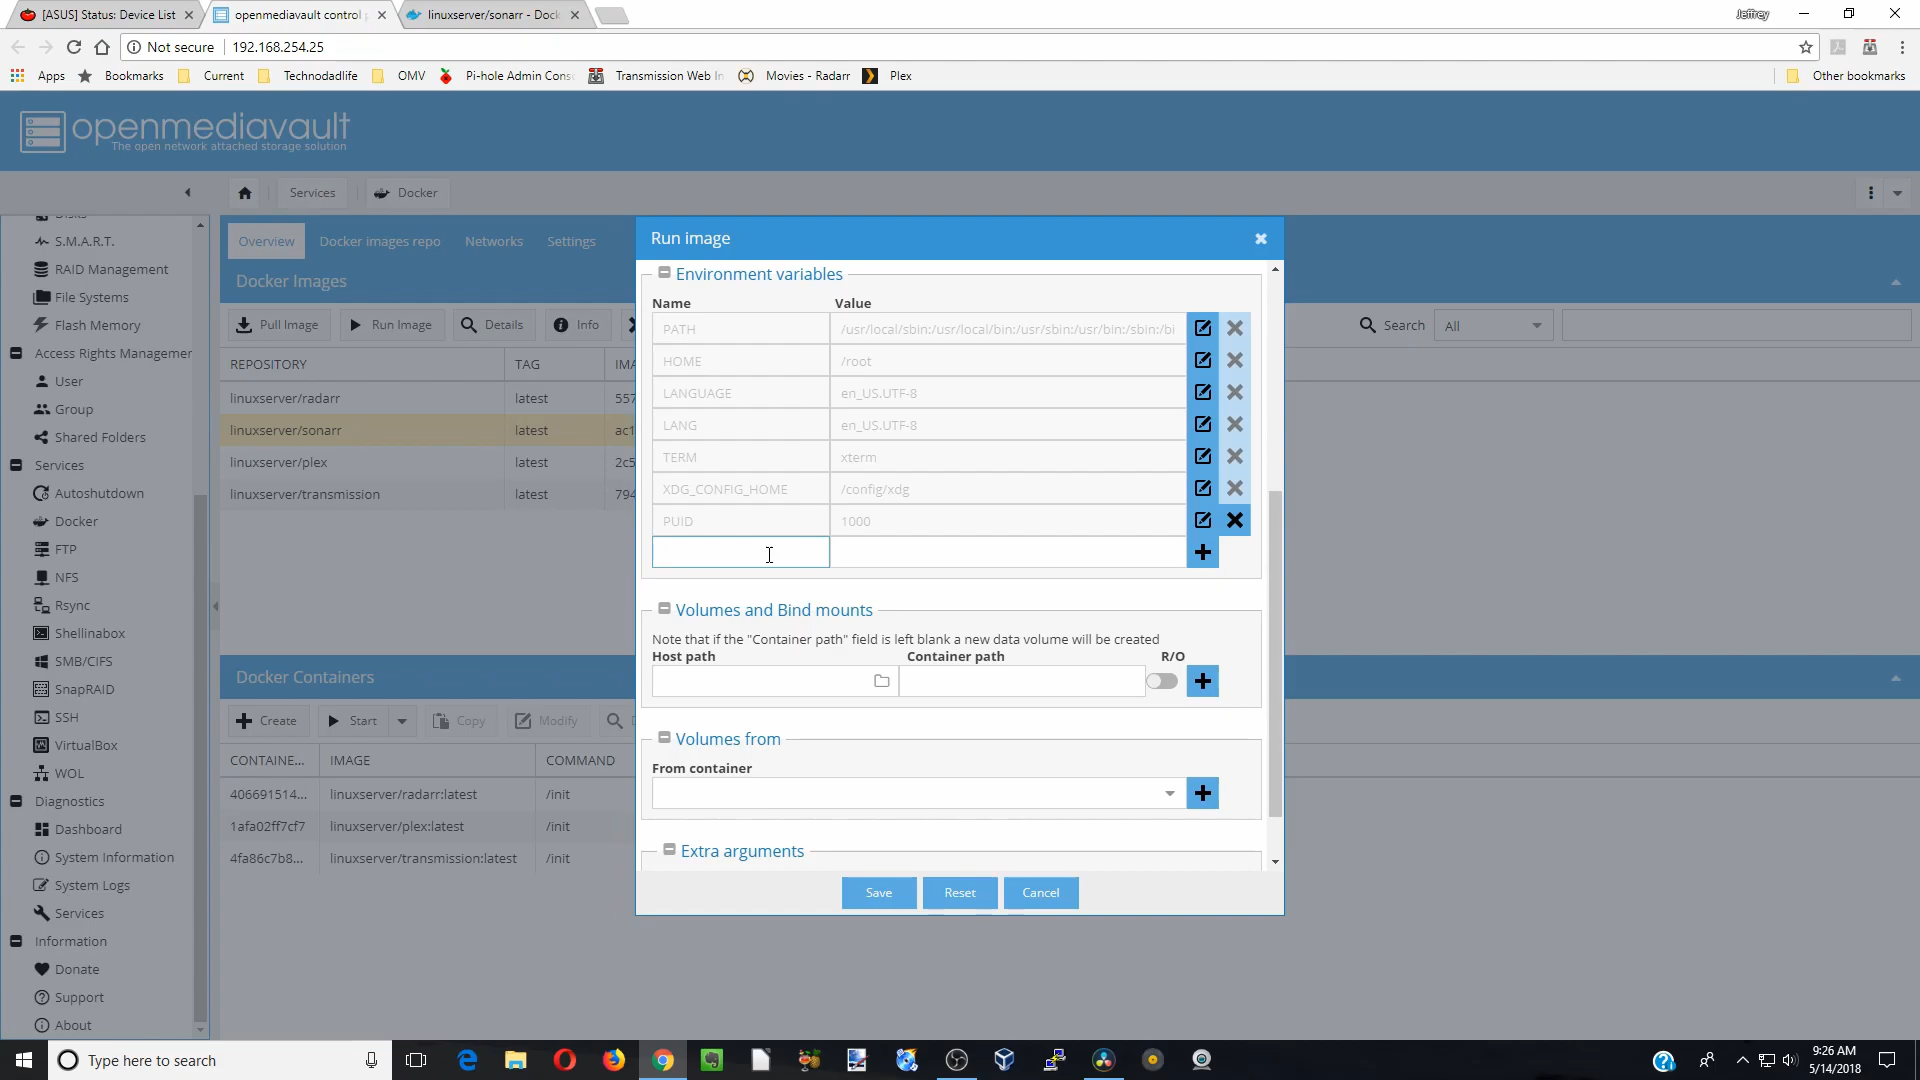 [ASUS] Status: Device List
openmediavault control
linuxserver/sonarr - Dock
Jeffrey
Not secure
192.168.254.25
Apps
Bookmarks
Current
Technodadlife
OMV
Pi-hole Admin Cons
Transmission Web In
Movies - Radarr
Plex
Other bookmarks
openmediavault
The open network attached storage solution
Services
Docker
S.M.A.R.T.
RAID Management
File Systems
Flash Memory
Access Rights Managemer
User
Group
Shared Folders
Services
Autoshutdown
Docker
FTP
NFS
Rsync
Shellinabox
SMB/CIFS
SnapRAID
SSH
VirtualBox
WOL
Diagnostics
Dashboard
System Information
System Logs
Services
Information
Donate
Support
About
Overview
Docker images repo
Networks
Settings
Docker Images
Pull Image
Run Image
Details
Info
Search
All
REPOSITORY
TAG
IMA
linuxserver/radarr
latest
557
linuxserver/sonarr
latest
ac1
linuxserver/plex
latest
2c5
linuxserver/transmission
latest
794
Docker Containers
Create
Start
Copy
Modify
CONTAINE...
IMAGE
COMMAND
406691514...
linuxserver/radarr:latest
/init
1afa02ff7cf7
linuxserver/plex:latest
/init
4fa86c7b8...
linuxserver/transmission:latest
/init
Run image
Environment variables
Name
Value
PATH
/usr/local/sbin:/usr/local/bin:/usr/sbin:/usr/bin:/sbin:/bi
HOME
/root
LANGUAGE
en_US.UTF-8
LANG
en_US.UTF-8
TERM
xterm
XDG_CONFIG_HOME
/config/xdg
PUID
1000
Volumes and Bind mounts
Note that if the "Container path" field is left blank a new data volume will be created
Host path
Container path
R/O
Volumes from
From container
Extra arguments
Save
Reset
Cancel
Type here to search
9:26 AM
5/14/2018